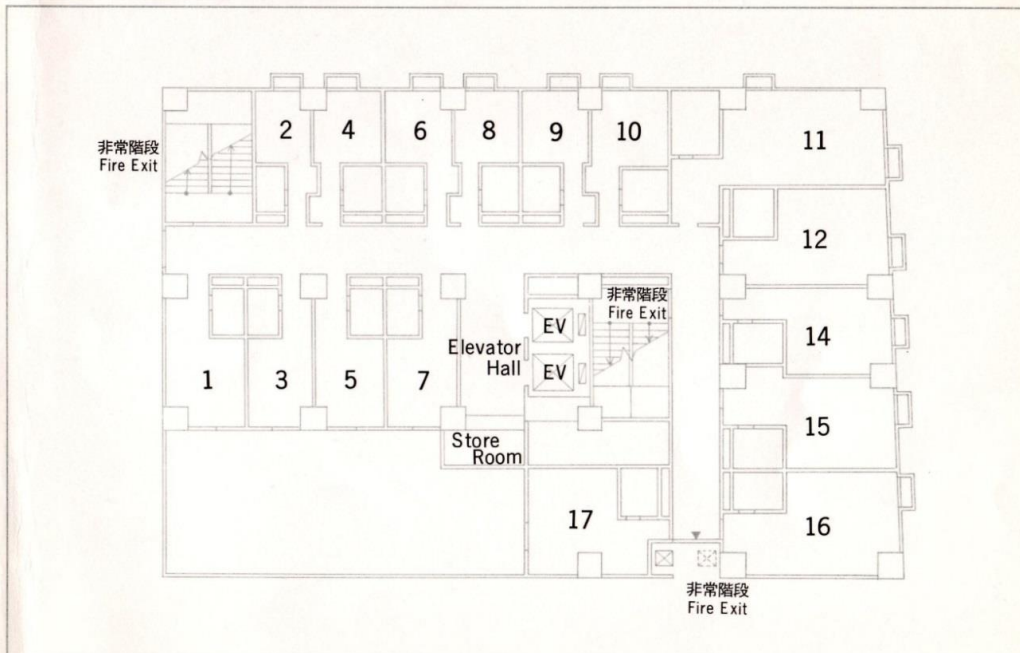 非常階段
Fire Exit
2
4
6
8
9
10
11
12
非常階段
Fire Exit
EV
EV
Elevator
Hall
14
1
3
5
7
15
Store
Room
17
16
非常階段
Fire Exit